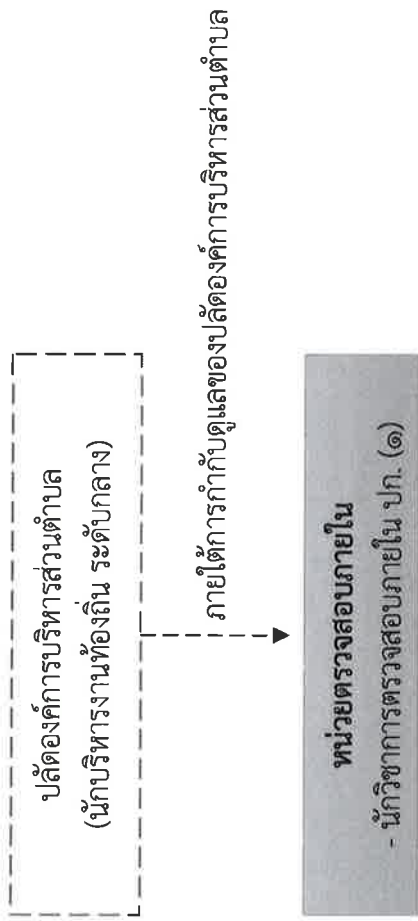 ปลัดองค์การบริหารส่วนตำบล
(นักบริหารงานท้องถิ่น ระดับกลาง)
ภายใต้การกำกับดูแลของปลัดองค์การบริหารส่วนตำบล
หน่วยตรวจสอบภายใน
- นักวิชาการตรวจสอบภายใน ปก. (๑)